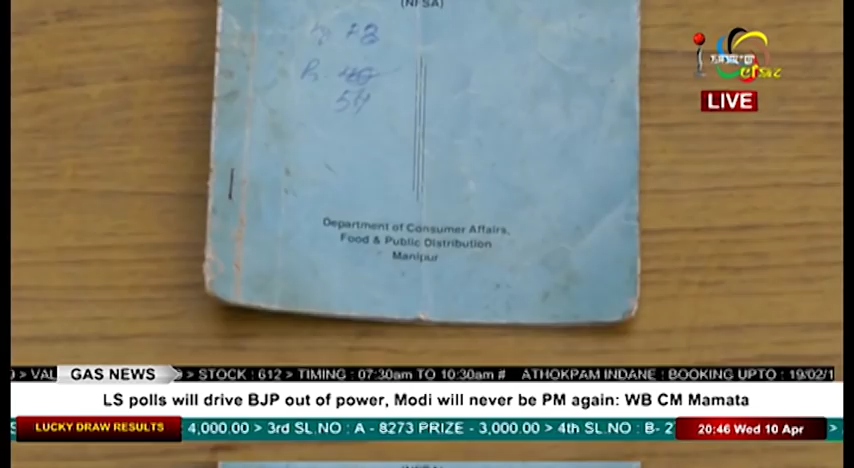 (NFSA)
54
LIVE
Department of Consumer Affairs,
Food & Public Distribution
Manipur
GAS NEWS
> VAL
> STOCK : 612 > TIMING : 07:30am TO 10:30am # ATHOKPAM INDANE : BOOKING UPTO : 19/02/1
LS polls will drive BJP out of power, Modi will never be PM again: WB CM Mamata
LUCKY DRAW RESULTS
4,000.00 > 3rd SL.NO : A - 8273 PRIZE - 3,000.00 > 4th SL.NO : B- 2
20:46 Wed 10 Apr